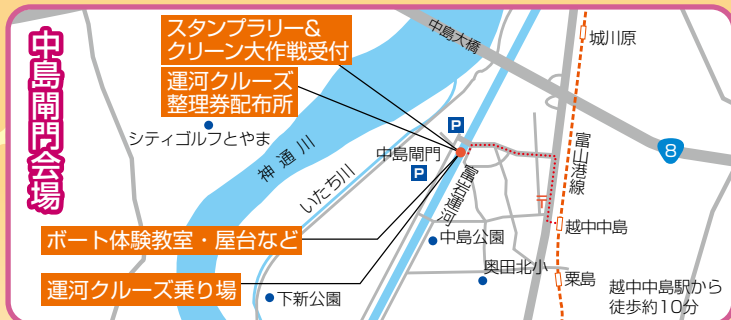 中島閘門会場
スタンプラリー&
クリーン大作戦受付
運河クルーズ
整理券配布所
ボート体験教室・屋台など
運河クルーズ乗り場
シティゴルフとやま
神通川
いたち川
中島閘門
P
P
富岩運河
中島大橋
城川原
富山港線
8
〒
越中中島
中島公園
奥田北小
粟島
下新公園
越中中島駅から
徒歩約10分